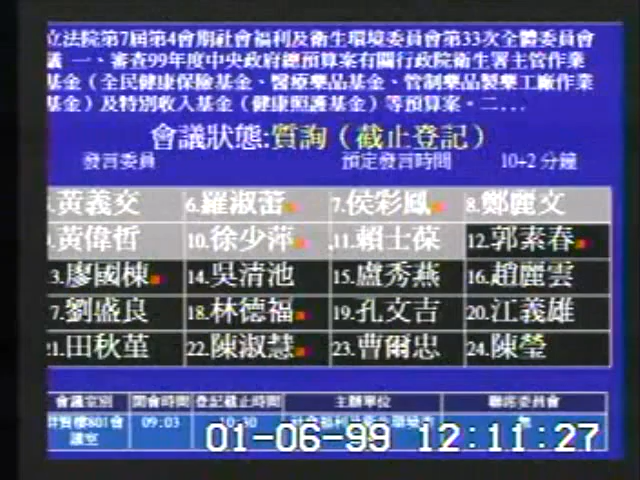 立法院第7屆第4會期社會福利及衛生環境委員會第33次全體委員會
議 一、審查99年度中央政府總預算案有關行政院衛生署主管作業
基金（全民健康保險基金、醫療藥品基金、管制藥品製藥工廠作業
基金）及特別收入基金（健康照護基金）等預算案。二...
會議狀態:質詢（截止登記）
發言委員 預定發言時間 10+2 分鐘
黃義交 6.羅淑蕾 7.侯彩鳳 8.鄭麗文
黃偉哲 10.徐少萍 11.賴士葆 12.郭素春
3.廖國棟 14.吳清池 15.盧秀燕 16.趙麗雲
7.劉盛良 18.林德福 19.孔文吉 20.江義雄
21.田秋堇 22.陳淑慧 23.曹爾忠 24.陳瑩
會議室別 開會時間 登記截止時間 主辦單位 聯席委員會
群賢樓801會 09:03 10:30
議室
01-06-99 12:11:27